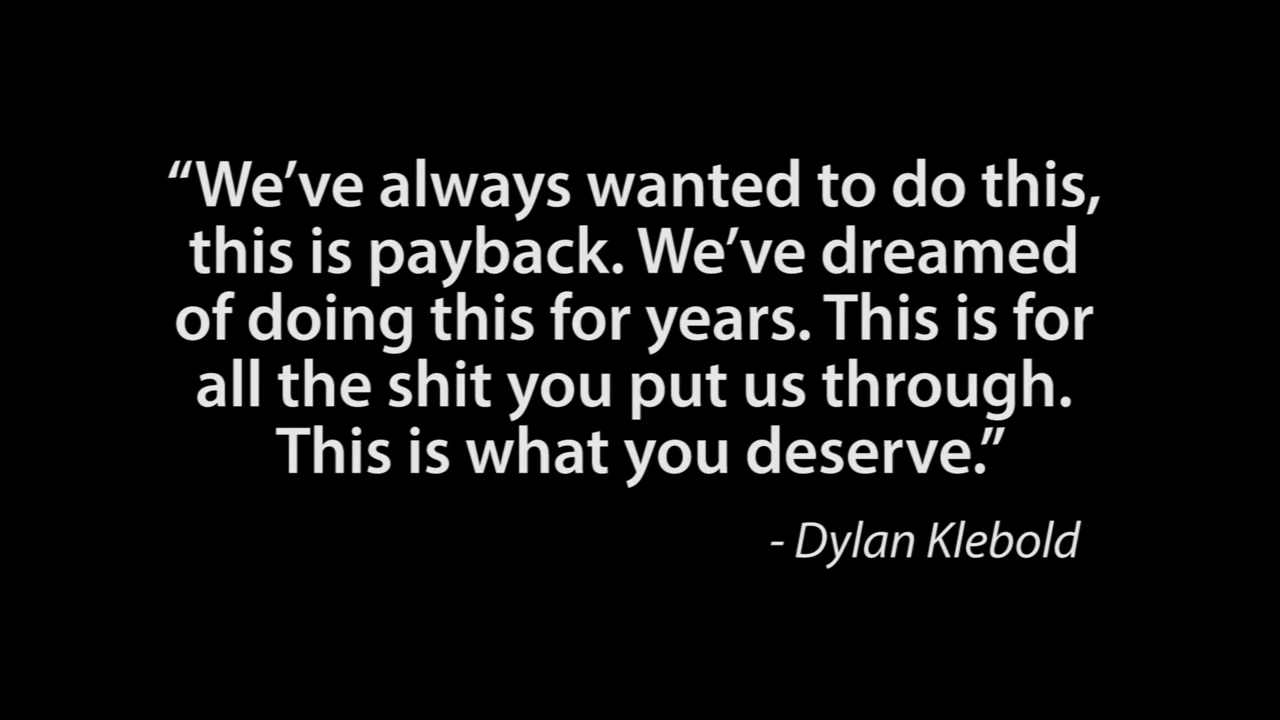 “We’ve always wanted to do this,
this is payback. We’ve dreamed
of doing this for years. This is for
all the shit you put us through.
This is what you deserve.”
- Dylan Klebold